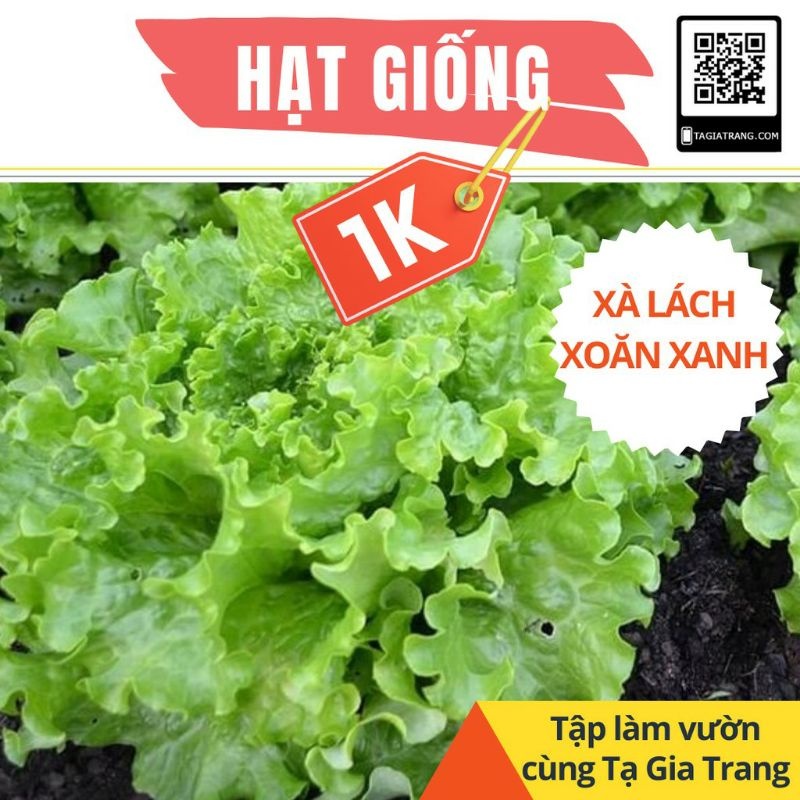 HẠT GIỐNG
TAGIATRANG.COM
1K
XÀ LÁCH
XOĂN XANH
Tập làm vườn
cùng Tạ Gia Trang